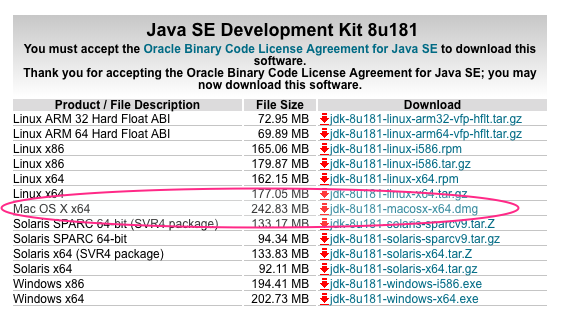 Java SE Development Kit 8u181
You must accept the Oracle Binary Code License Agreement for Java SE to download this
software.
Thank you for accepting the Oracle Binary Code License Agreement for Java SE; you may
now download this software.
Product / File Description File Size Download
Linux ARM 32 Hard Float ABI 72.95 MB jdk-8u181-linux-arm32-vfp-hflt.tar.gz
Linux ARM 64 Hard Float ABI 69.89 MB jdk-8u181-linux-arm64-vfp-hflt.tar.gz
Linux x86 165.06 MB jdk-8u181-linux-i586.rpm
Linux x86 179.87 MB jdk-8u181-linux-i586.tar.gz
Linux x64 162.15 MB jdk-8u181-linux-x64.rpm
Linux x64 177.05 MB jdk-8u181-linux-x64.tar.gz
Mac OS X x64 242.83 MB jdk-8u181-macosx-x64.dmg
Solaris SPARC 64-bit (SVR4 package) 133.17 MB jdk-8u181-solaris-sparcv9.tar.Z
Solaris SPARC 64-bit 94.34 MB jdk-8u181-solaris-sparcv9.tar.gz
Solaris x64 (SVR4 package) 133.83 MB jdk-8u181-solaris-x64.tar.Z
Solaris x64 92.11 MB jdk-8u181-solaris-x64.tar.gz
Windows x86 194.41 MB jdk-8u181-windows-i586.exe
Windows x64 202.73 MB jdk-8u181-windows-x64.exe